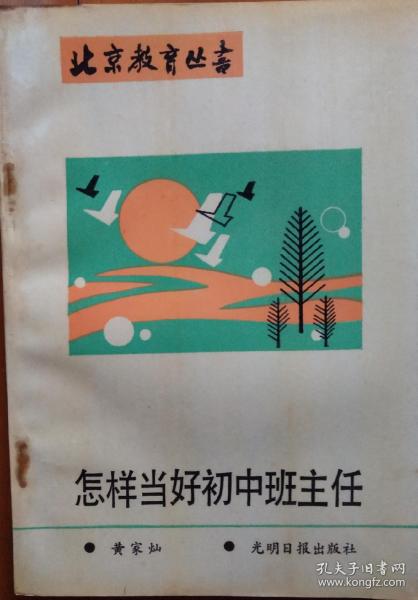 北京教育丛书
怎样当好初中班主任
● 黄家灿 ● 光明日报出版社
孔夫子旧书网
www.kongfz.com